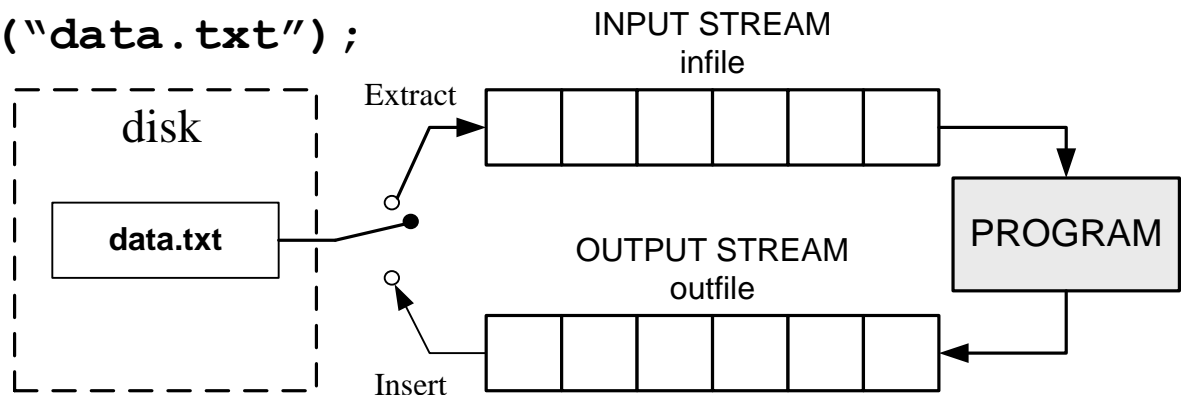 (“data.txt”);
INPUT STREAM
infile
Extract
disk
data.txt
PROGRAM
OUTPUT STREAM
outfile
Insert